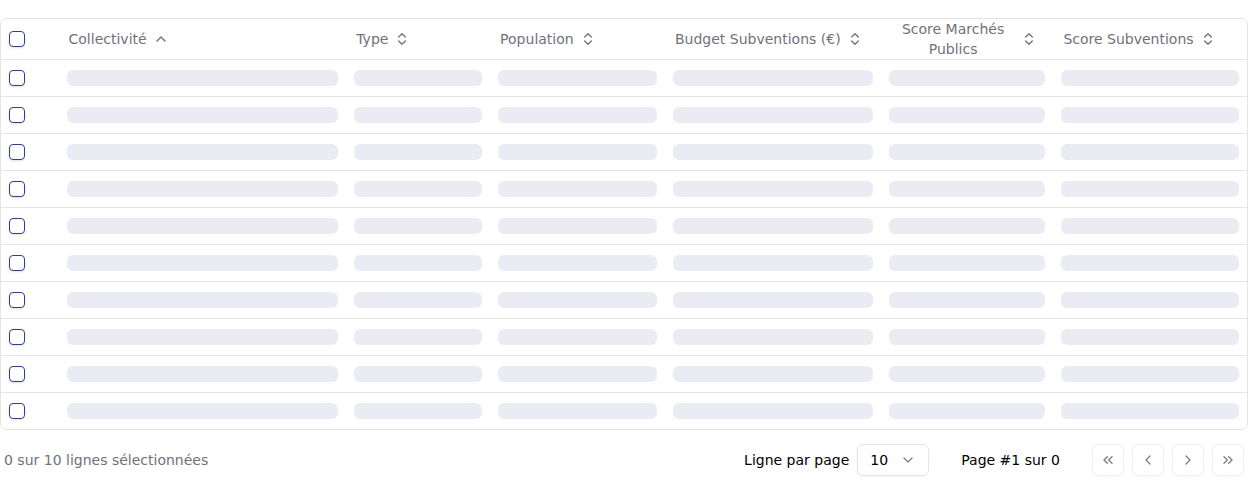 Collectivité
Type
Population
Budget Subventions (€)
Score Marchés
Publics
Score Subventions
0 sur 10 lignes sélectionnées
Ligne par page
10
Page #1 sur 0